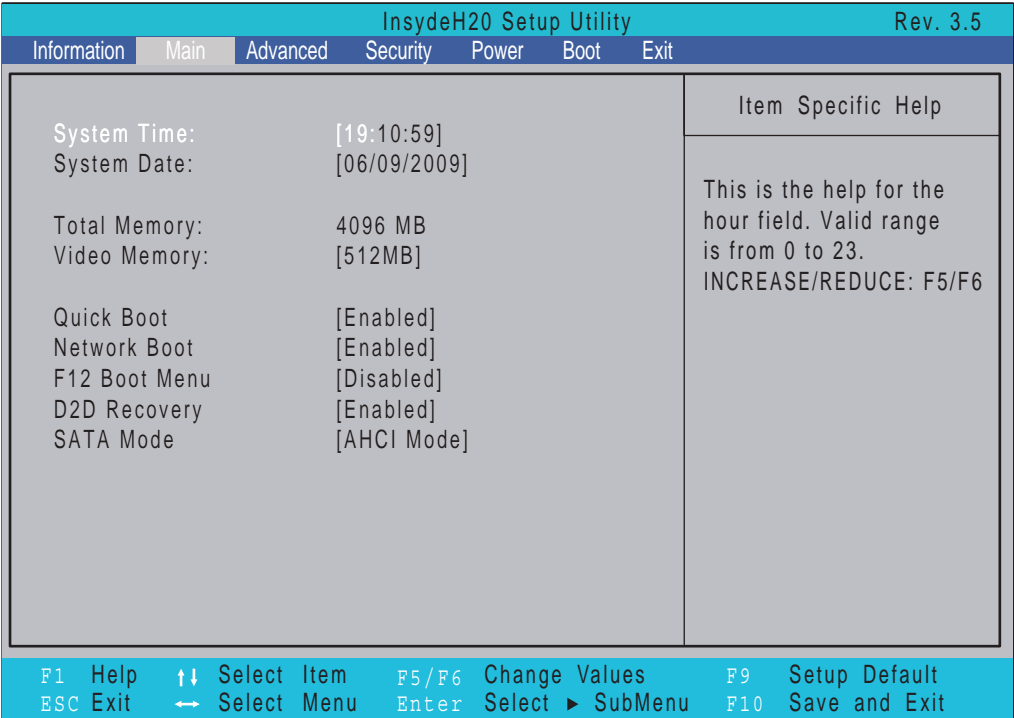 InsydeH20 Setup Utility Rev. 3.5
Information Main Advanced Security Power Boot Exit
System Time: [19:10:59]
System Date: [06/09/2009]
Total Memory: 4096 MB
Video Memory: [512MB]
Quick Boot [Enabled]
Network Boot [Enabled]
F12 Boot Menu [Disabled]
D2D Recovery [Enabled]
SATA Mode [AHCI Mode]
Item Specific Help
This is the help for the
hour field. Valid range
is from 0 to 23.
INCREASE/REDUCE: F5/F6
F1 Help ↑↓ Select Item F5/F6 Change Values F9 Setup Default
ESC Exit ↔ Select Menu Enter Select ► SubMenu F10 Save and Exit